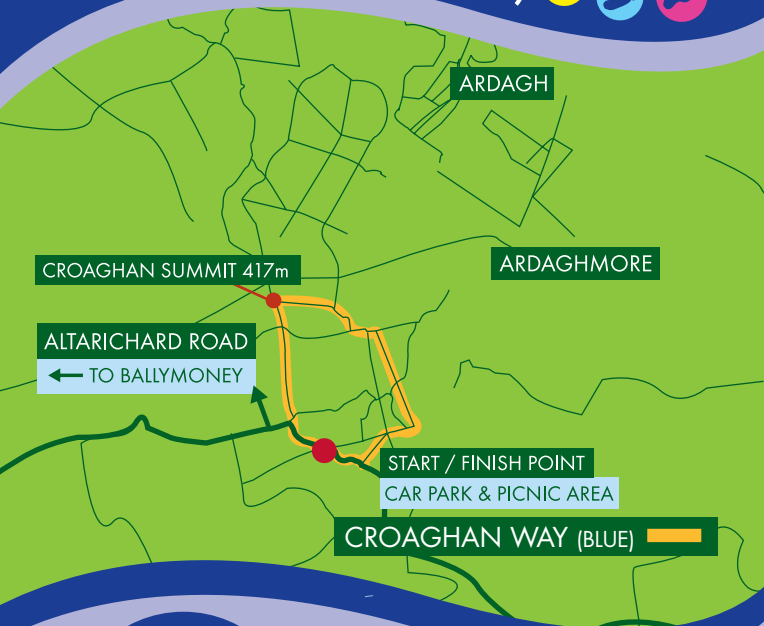 ARDAGH
ARDAGHMORE
CROAGHAN SUMMIT 417m
ALTARICHARD ROAD
TO BALLYMONEY
START / FINISH POINT
CAR PARK & PICNIC AREA
CROAGHAN WAY (BLUE)